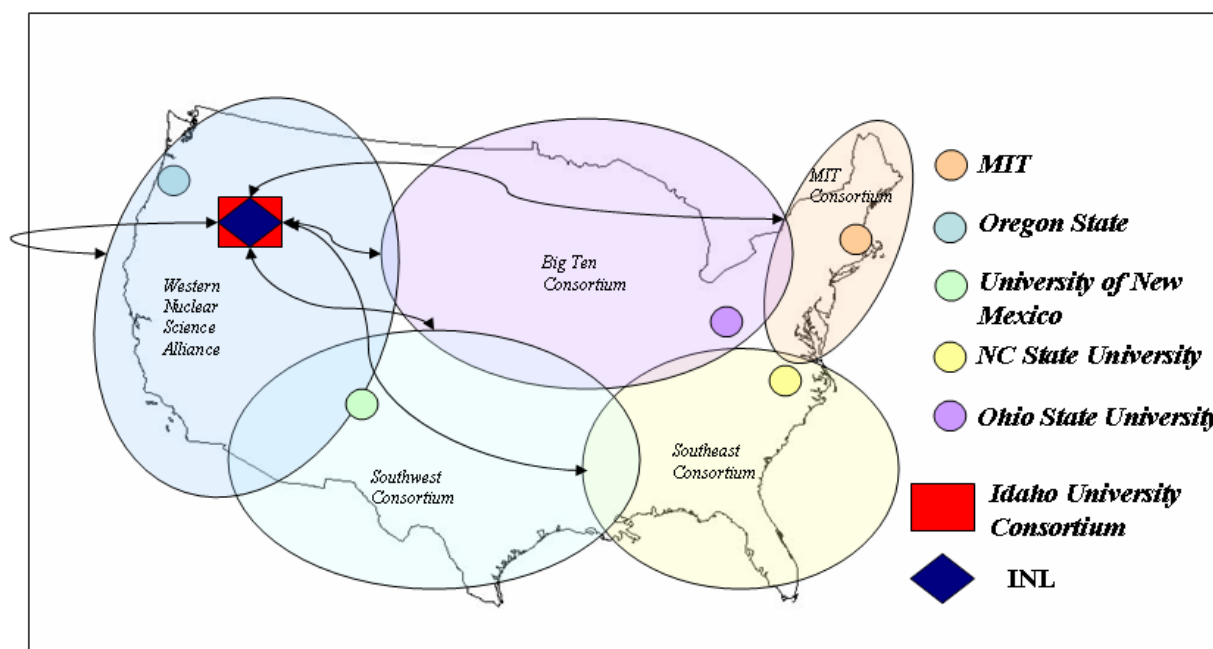 MIT
Consortium
Western
Nuclear
Science
Alliance
Big Ten
Consortium
Southwest
Consortium
Southeast
Consortium
MIT
Oregon State
University of New
Mexico
NC State University
Ohio State University
Idaho University
Consortium
INL